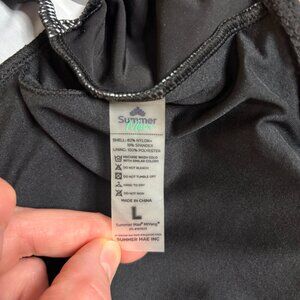 Summer
SHELL: 82% NYLON+
18% SPANDEX
LINING: 100% POLYESTER
MACHINE WASH COLD
WITH SIMILAR COLORS
DO NOT BLEACH
DO NOT TUMBLE DRY
HANG TO DRY
DO NOT IRON
MADE IN CHINA
L
Summer Mae®
SUMMER MAE INC